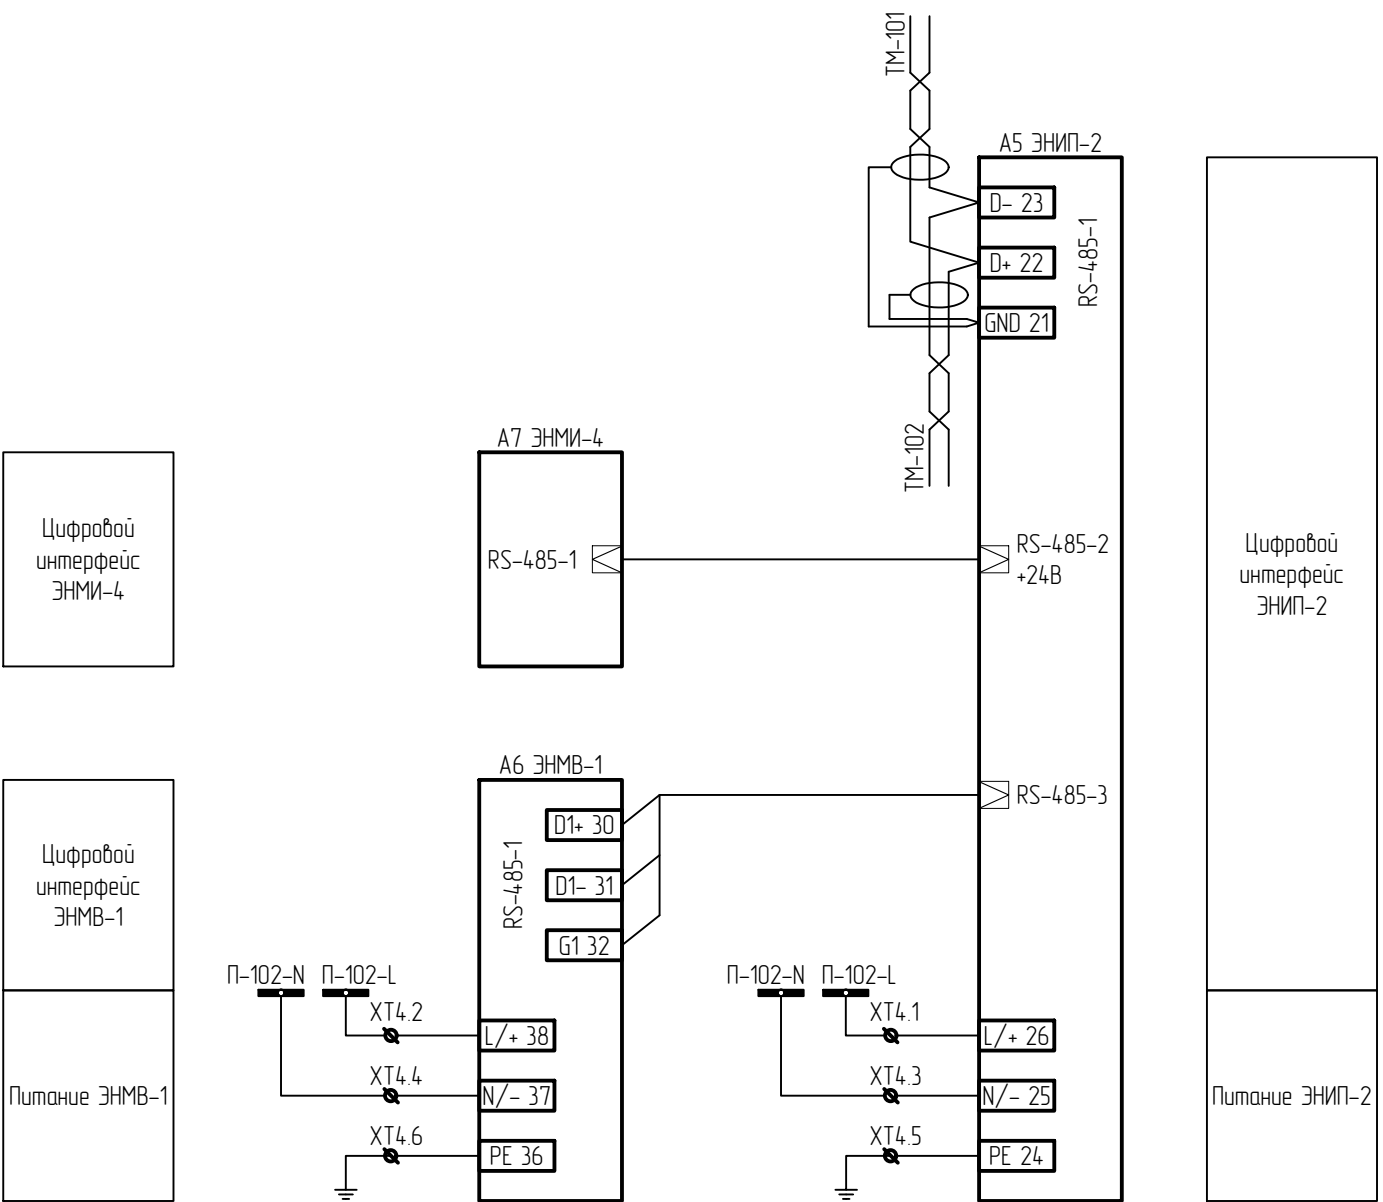 ТМ-101
А5 ЭНИП-2
D- 23
D+ 22
GND 21
RS-485-1
ТМ-102
А7 ЭНМИ-4
RS-485-1
RS-485-2
+24В
Цифровой
интерфейс
ЭНМИ-4
Цифровой
интерфейс
ЭНИП-2
А6 ЭНМВ-1
D1+ 30
D1- 31
G1 32
RS-485-1
RS-485-3
Цифровой
интерфейс
ЭНМВ-1
П-102-N П-102-L
XT4.2
L/+ 38
XT4.4
N/- 37
XT4.6
PE 36
Питание ЭНМВ-1
П-102-N П-102-L
XT4.1
L/+ 26
XT4.3
N/- 25
XT4.5
PE 24
Питание ЭНИП-2